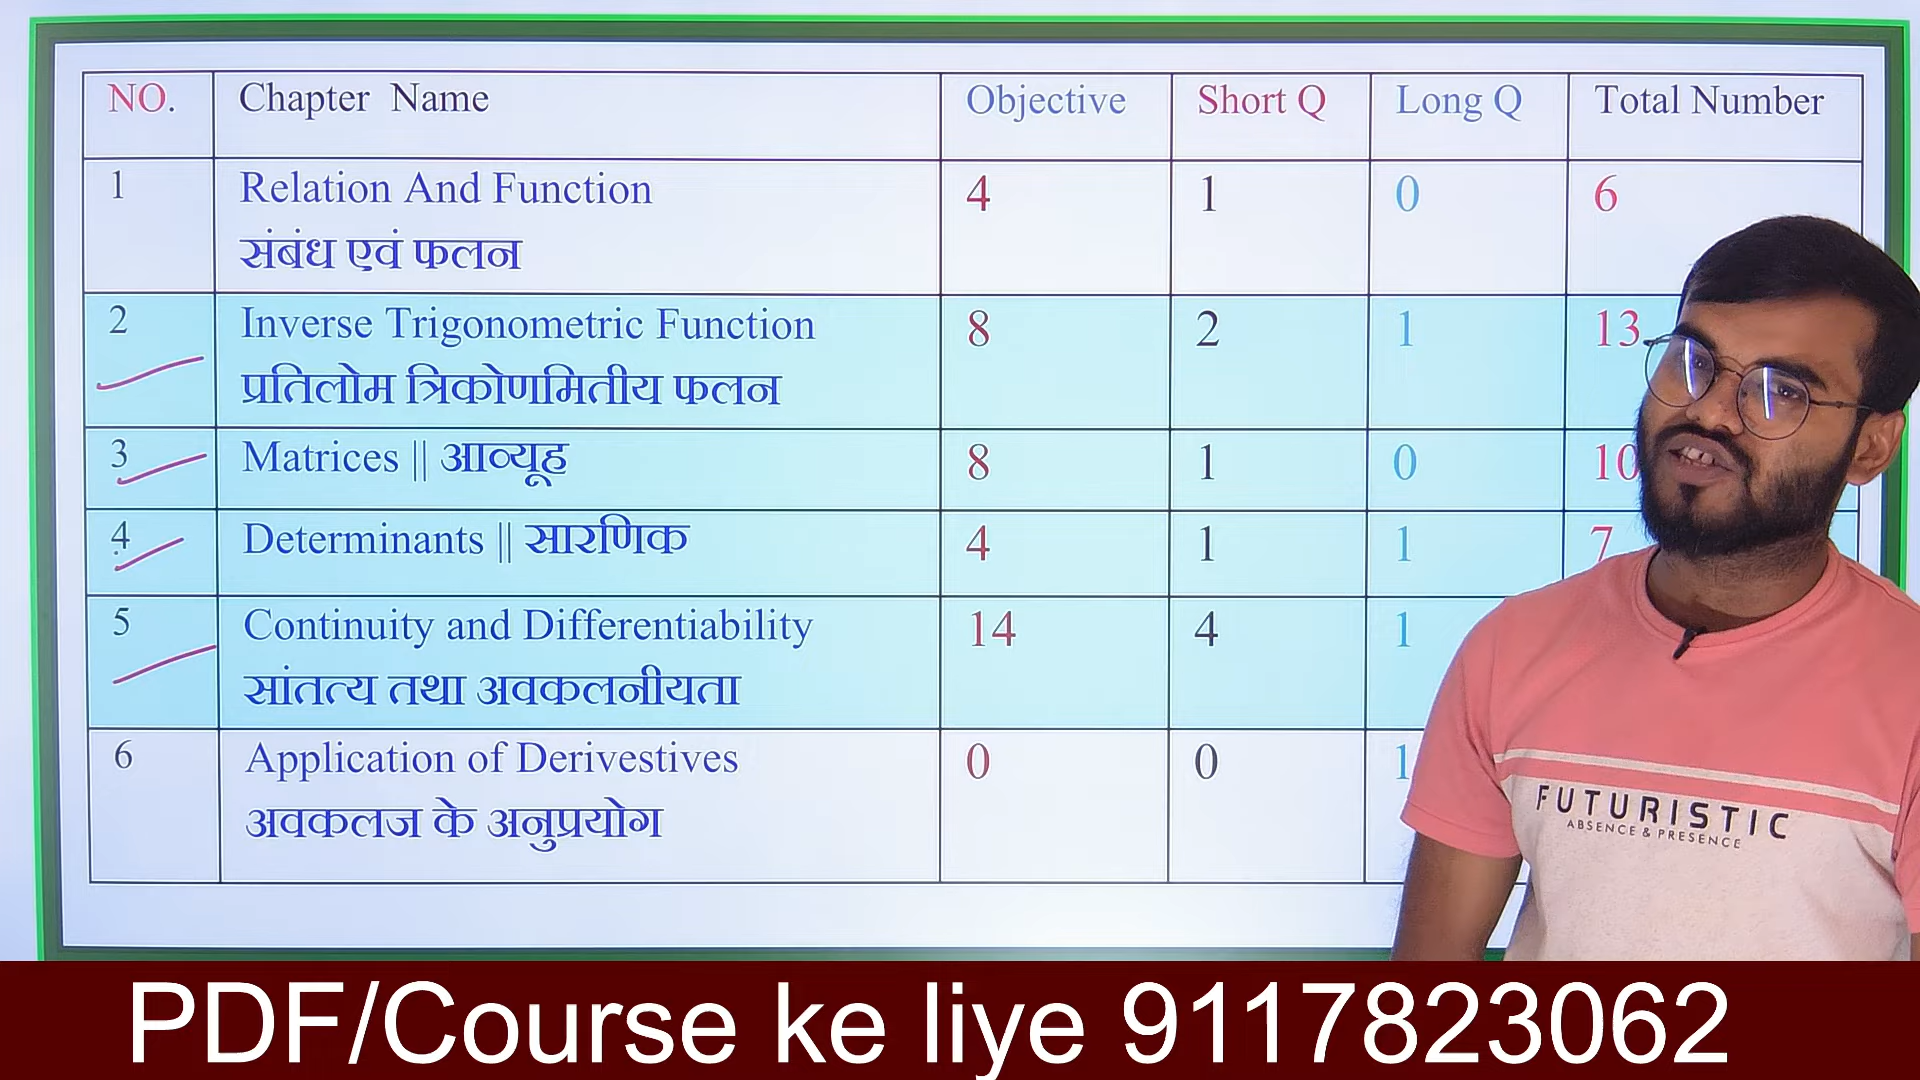 NO. Chapter Name Objective Short Q Long Q Total Number
1 Relation And Function 4 1 0 6
संबंध एवं फलन
2 Inverse Trigonometric Function 8 2 1 13
प्रतिलोम त्रिकोणमितीय फलन
3 Matrices || आव्यूह 8 1 0 10
4 Determinants || सारणिक 4 1 1 7
5 Continuity and Differentiability 14 4 1
सांतत्य तथा अवकलनीयता
6 Application of Derivestives 0 0 1
अवकलज के अनुप्रयोग
FUTURISTIC
ABSENCE & PRESENCE
PDF/Course ke liye 9117823062